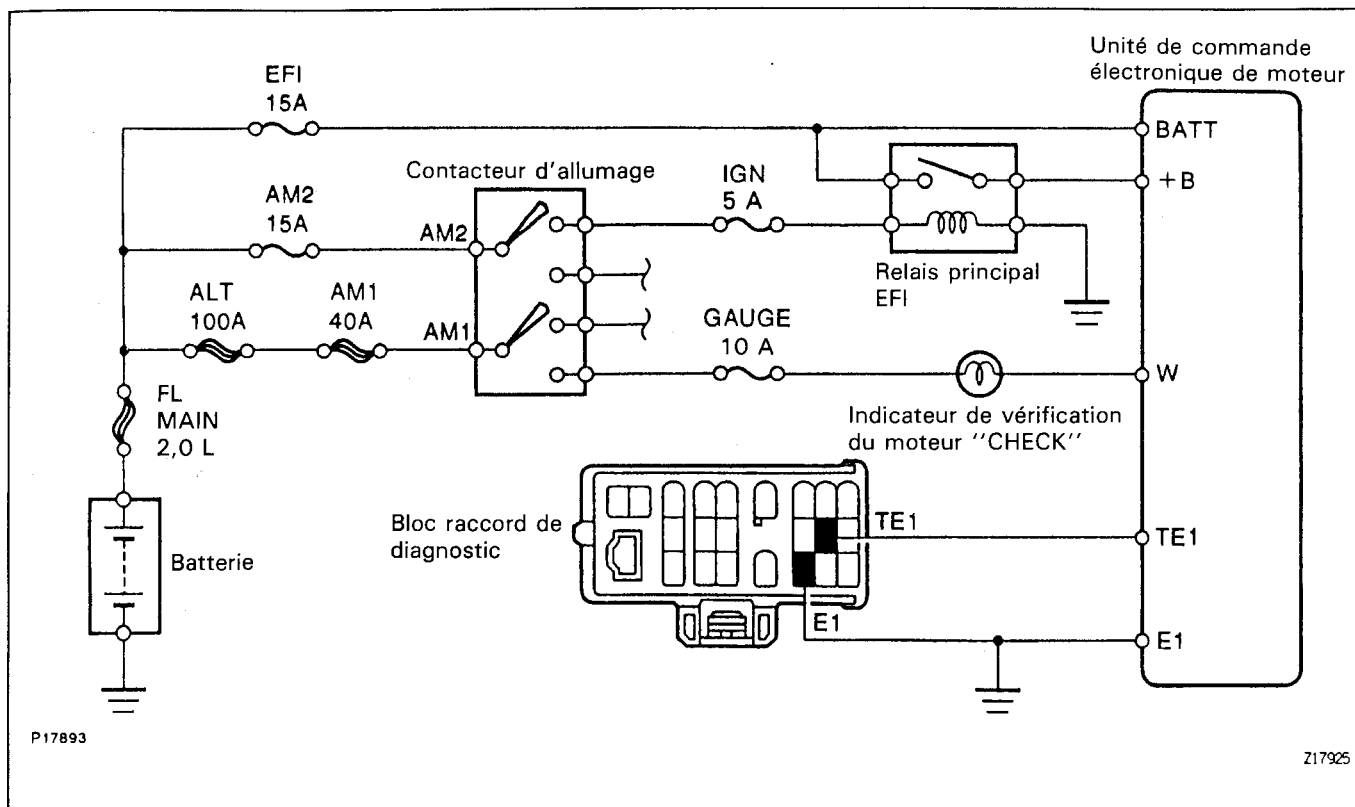 Unité de commande
électronique de moteur
EFI
15A
BATT
Contacteur d'allumage
IGN
5 A
+B
AM2
15A
AM2
Relais principal
EFI
ALT
100A
AM1
40A
AM1
GAUGE
10 A
W
FL
MAIN
2,0 L
Indicateur de vérification
du moteur ''CHECK''
Bloc raccord de
diagnostic
TE1
TE1
Batterie
E1
E1
P17893
Z17925